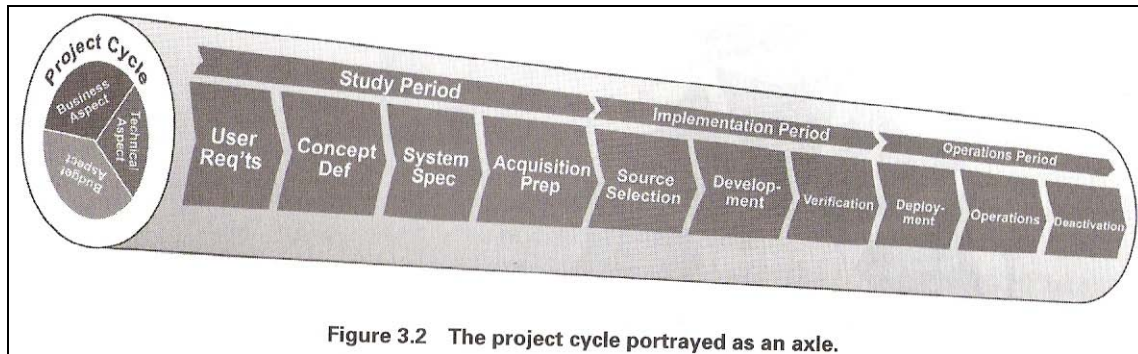 Project Cycle
Business
Aspect
Technical
Aspect
Budget
Aspect
Study Period
Implementation Period
Operations Period
User
Req'ts
Concept
Def
System
Spec
Acquisition
Prep
Source
Selection
Develop-
ment
Verification
Deploy-
ment
Operations
Deactivation
Figure 3.2 The project cycle portrayed as an axle.